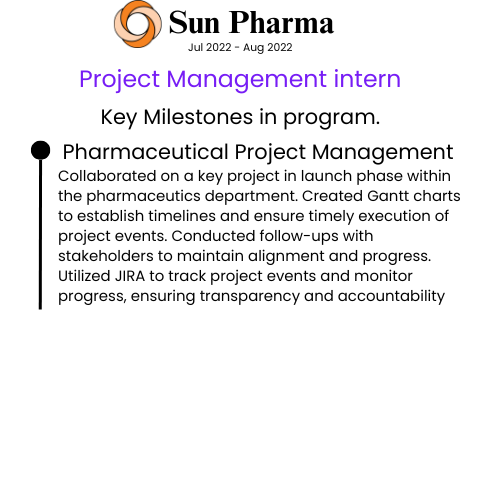 Sun Pharma
Jul 2022 - Aug 2022
Project Management intern
Key Milestones in program.
Pharmaceutical Project Management
Collaborated on a key project in launch phase within
the pharmaceutics department. Created Gantt charts
to establish timelines and ensure timely execution of
project events. Conducted follow-ups with
stakeholders to maintain alignment and progress.
Utilized JIRA to track project events and monitor
progress, ensuring transparency and accountability